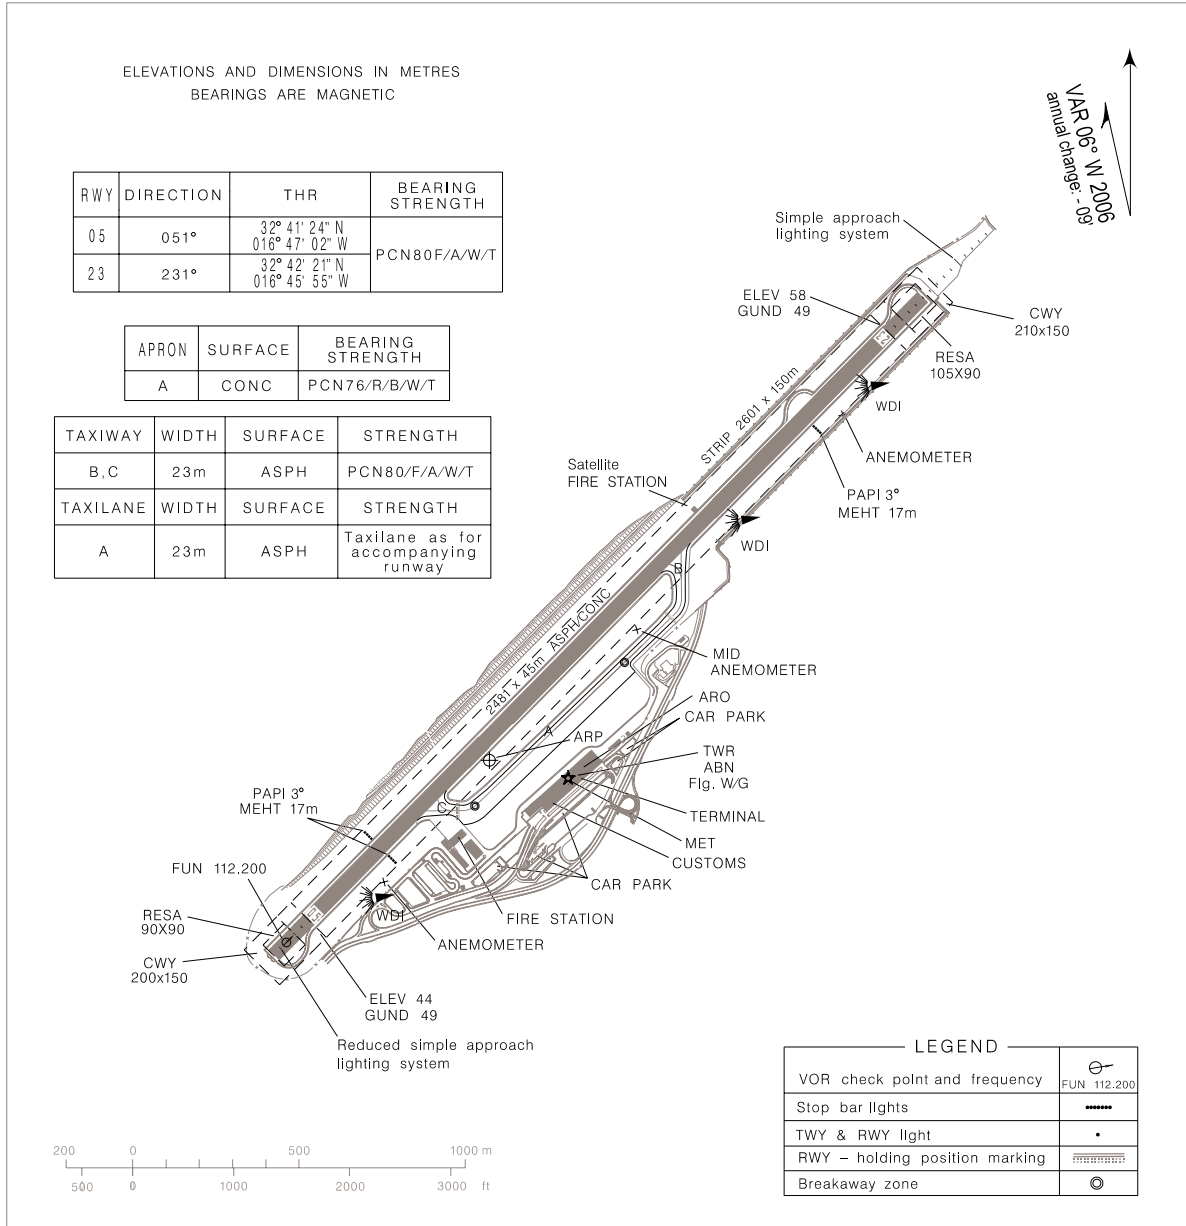 ELEVATIONS AND DIMENSIONS IN METRES
BEARINGS ARE MAGNETIC
VAR 06° W 2006
annual change: - 09'
RWY DIRECTION THR BEARING STRENGTH
05 051° 32° 41' 24" N 016° 47' 02" W PCN80F/A/W/T
23 231° 32° 42' 21" N 016° 45' 55" W
APRON SURFACE BEARING STRENGTH
A CONC PCN76/R/B/W/T
TAXIWAY WIDTH SURFACE STRENGTH
B,C 23m ASPH PCN80/F/A/W/T
TAXILANE WIDTH SURFACE STRENGTH
A 23m ASPH Taxilane as for accompanying runway
Simple approach
lighting system
ELEV 58
GUND 49
CWY
210x150
23
RESA
105X90
WDI
STRIP 2601 x 150m
ANEMOMETER
Satellite
FIRE STATION
PAPI 3°
MEHT 17m
WDI
B
2481 x 45m ASPH/CONC
MID
ANEMOMETER
ARO
CAR PARK
A
ARP
TWR
ABN
Flg. W/G
PAPI 3°
MEHT 17m
C
TERMINAL
MET
CUSTOMS
FUN 112.200
CAR PARK
RESA
90X90
05
WDI
FIRE STATION
ANEMOMETER
CWY
200x150
ELEV 44
GUND 49
Reduced simple approach
lighting system
LEGEND
VOR check point and frequency FUN 112.200
Stop bar lights
TWY & RWY light
RWY – holding position marking
Breakaway zone
200 0 500 1000 m
500 0 1000 2000 3000 ft